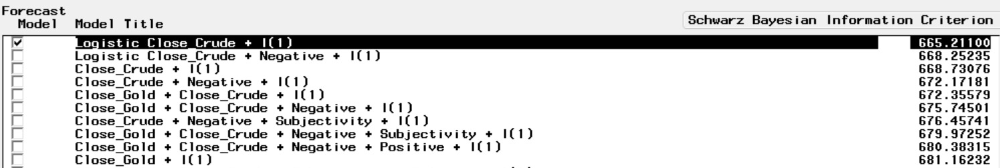 Forecast
Model Model Title Schwarz Bayesian Information Criterion
Logistic Close_Crude + I(1) 665.21100
Logistic Close_Crude + Negative + I(1) 668.25235
Close_Crude + I(1) 668.73076
Close_Crude + Negative + I(1) 672.17181
Close_Gold + Close_Crude + I(1) 672.35579
Close_Gold + Close_Crude + Negative + I(1) 675.74501
Close_Crude + Negative + Subjectivity + I(1) 676.45741
Close_Gold + Close_Crude + Negative + Subjectivity + I(1) 679.97252
Close_Gold + Close_Crude + Negative + Positive + I(1) 680.38315
Close_Gold + I(1) 681.16232